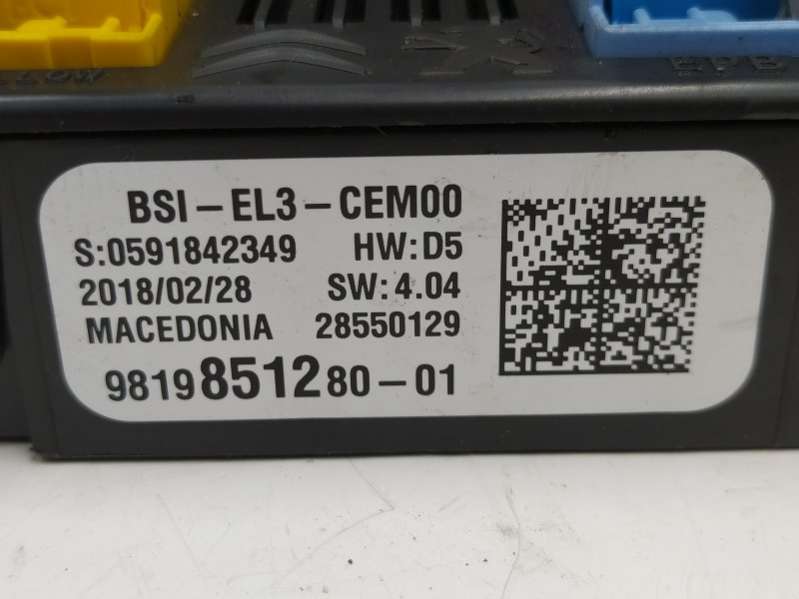 BSI-EL3-CEM00
S:0591842349 HW:D5
2018/02/28 SW:4.04
MACEDONIA 28550129
9819851280-01